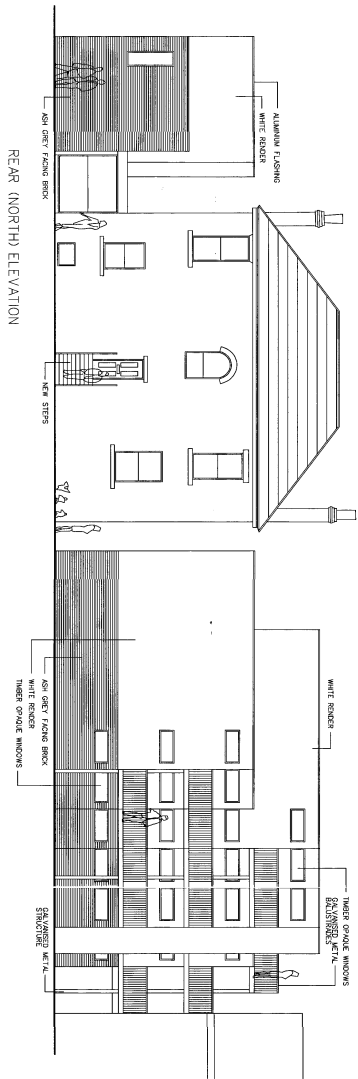 ALUMINIUM FLASHING
WHITE RENDER
ASH GREY FACING BRICK
NEW STEPS
WHITE RENDER
TIMBER OPAQUE WINDOWS
GALVANISED METAL
BALUSTRADES
ASH GREY FACING BRICK
WHITE RENDER
TIMBER OPAQUE WINDOWS
GALVANISED METAL
STRUCTURE
REAR (NORTH) ELEVATION